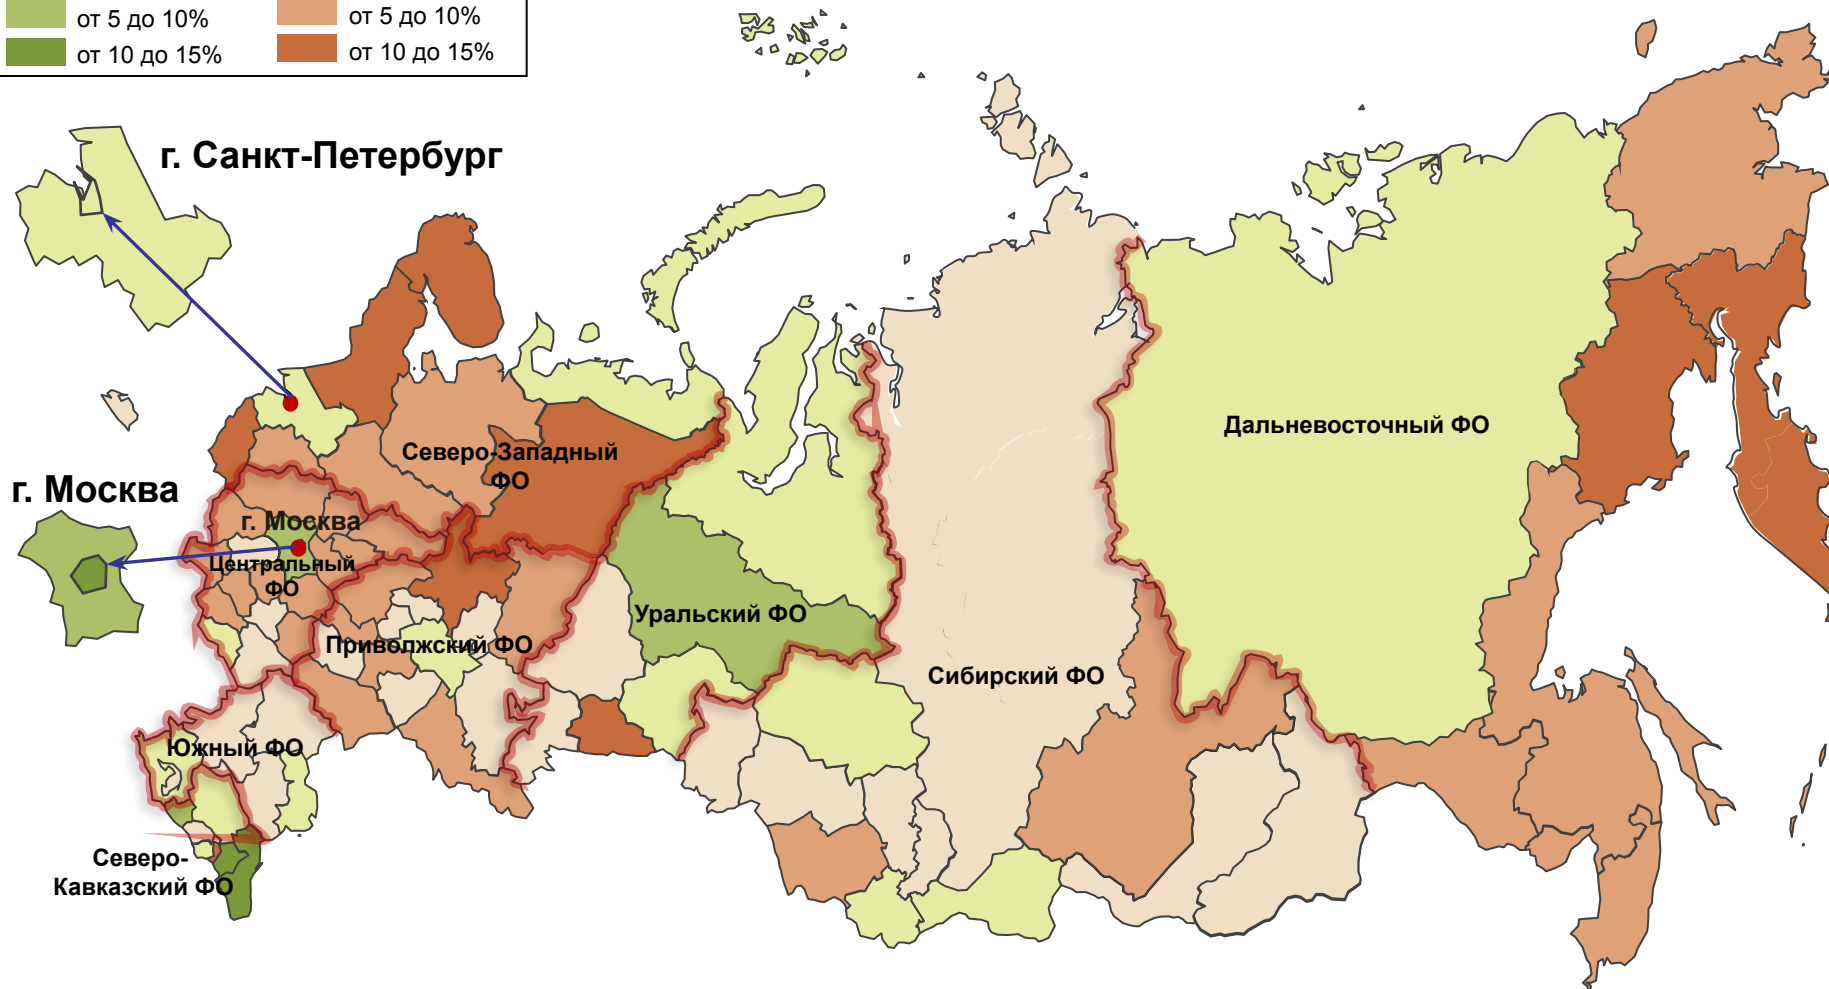 от 5 до 10%
от 5 до 10%
от 10 до 15%
от 10 до 15%
г. Санкт-Петербург
Дальневосточный ФО
Северо-Западный
ФО
г. Москва
г. Москва
Центральный
ФО
Уральский ФО
Приволжский ФО
Сибирский ФО
Южный ФО
Северо-
Кавказский ФО